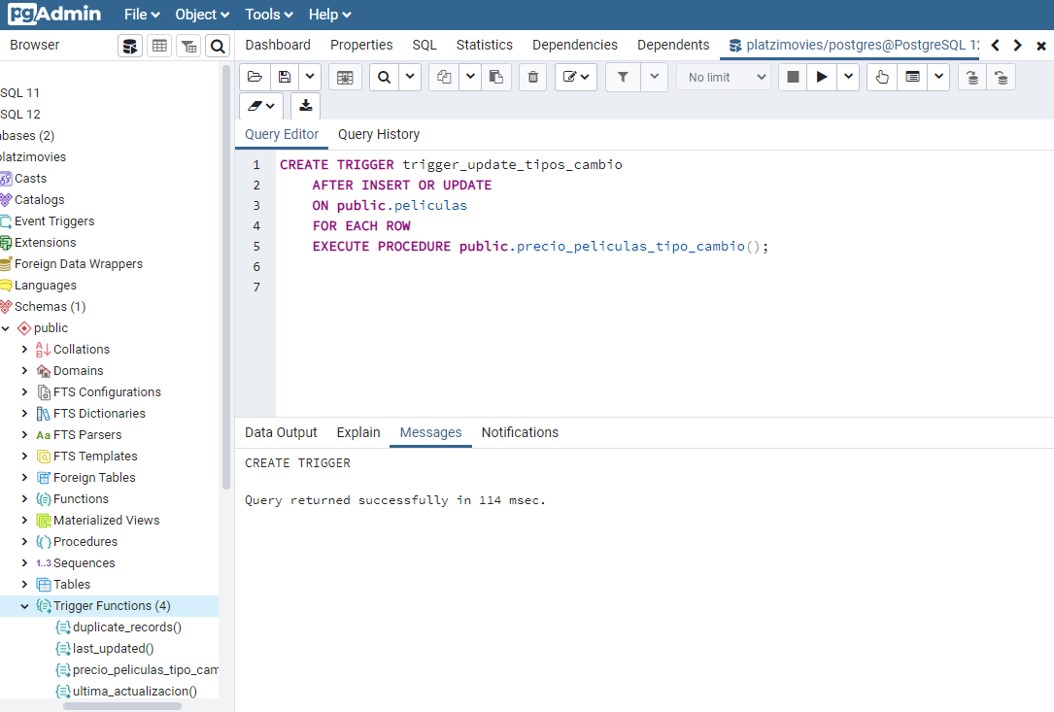 pgAdmin File Object Tools Help
Browser
Dashboard Properties SQL Statistics Dependencies Dependents platzimovies/postgres@PostgreSQL 12
No limit
Query Editor Query History
SQL 11
SQL 12
bases (2)
latzimovies
Casts
Catalogs
Event Triggers
Extensions
Foreign Data Wrappers
Languages
Schemas (1)
public
Collations
Domains
FTS Configurations
FTS Dictionaries
Aa FTS Parsers
FTS Templates
Foreign Tables
Functions
Materialized Views
Procedures
1..3 Sequences
Tables
Trigger Functions (4)
duplicate_records()
last_updated()
precio_peliculas_tipo_cam
ultima_actualizacion()
1 CREATE TRIGGER trigger_update_tipos_cambio
2 AFTER INSERT OR UPDATE
3 ON public.peliculas
4 FOR EACH ROW
5 EXECUTE PROCEDURE public.precio_peliculas_tipo_cambio();
6
7
Data Output Explain Messages Notifications
CREATE TRIGGER
Query returned successfully in 114 msec.